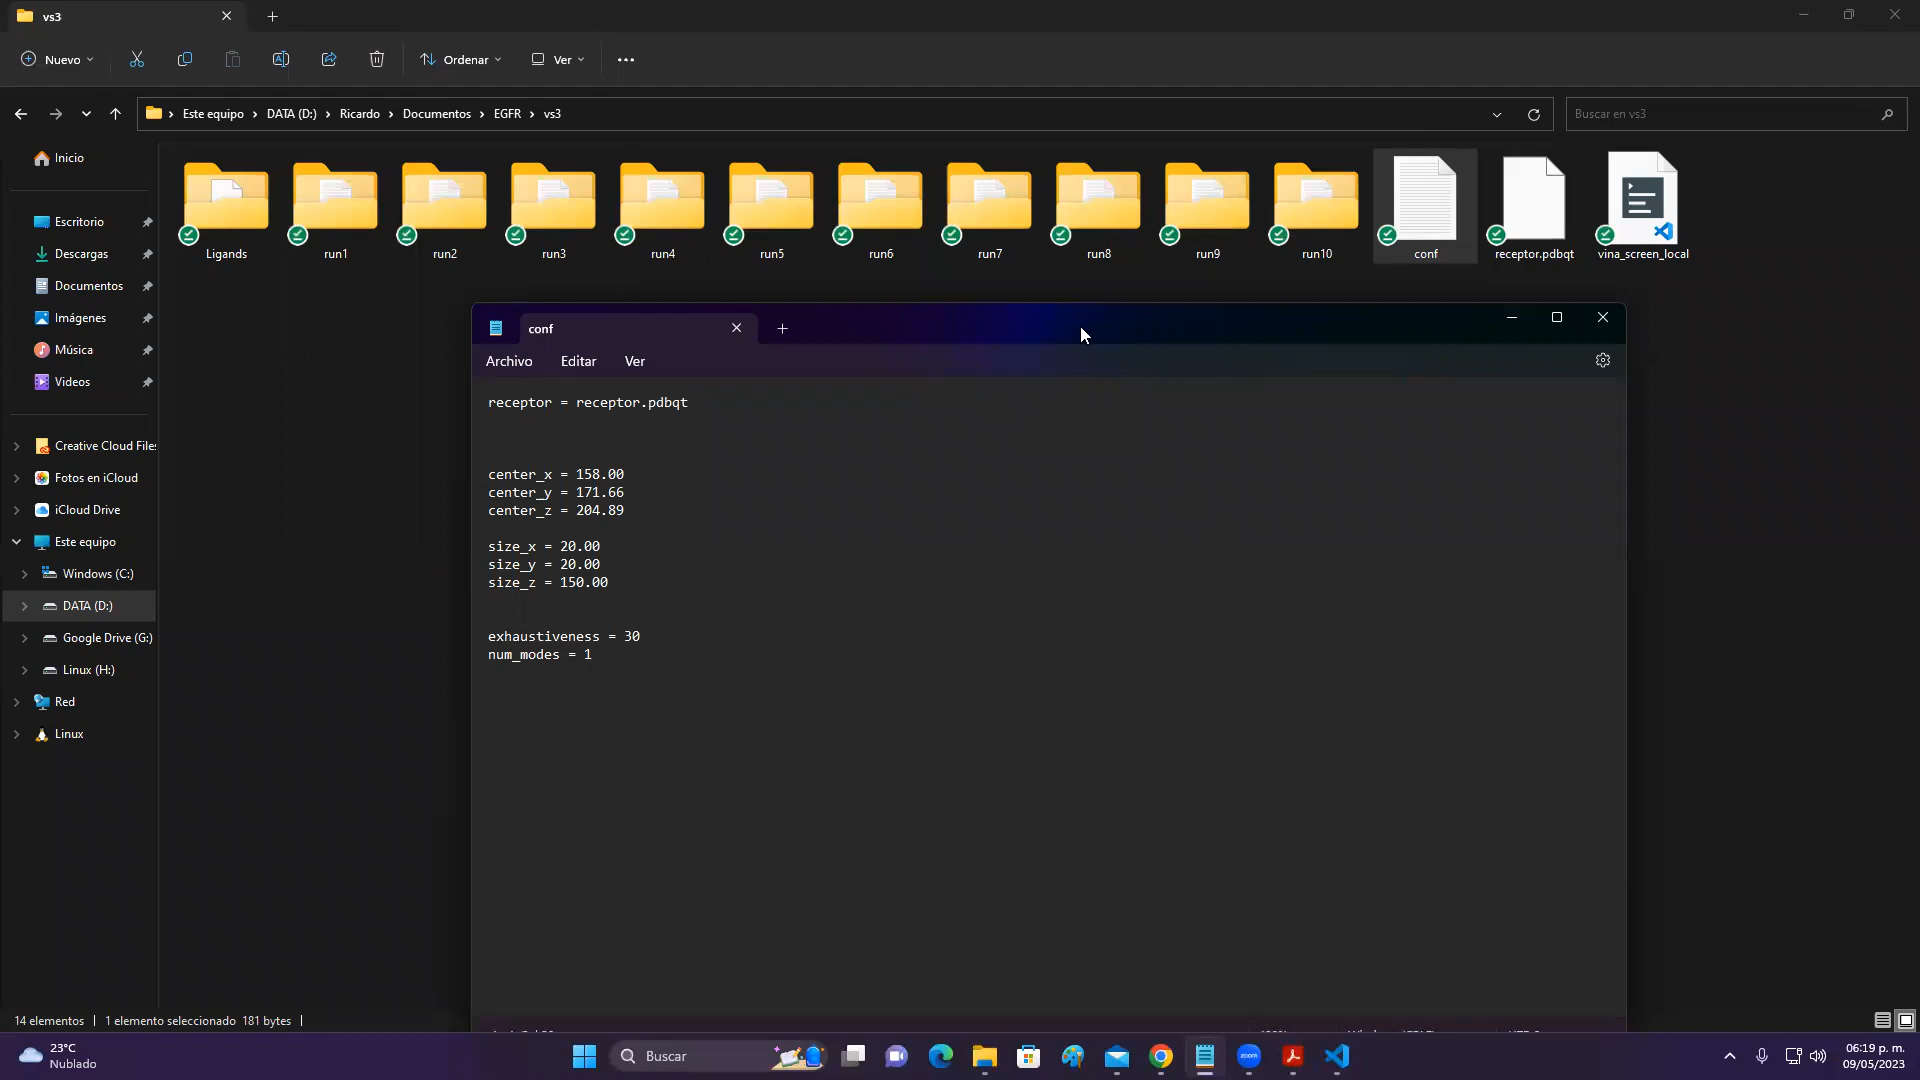 vs3
Nuevo
Ordenar
Ver
Este equipo
DATA (D:)
Ricardo
Documentos
EGFR
vs3
Buscar en vs3
Inicio
Escritorio
Descargas
Documentos
Imágenes
Música
Videos
Creative Cloud Files
Fotos en iCloud
iCloud Drive
Este equipo
Windows (C:)
DATA (D:)
Google Drive (G:)
Linux (H:)
Red
Linux
Ligands
run1
run2
run3
run4
run5
run6
run7
run8
run9
run10
conf
receptor.pdbqt
vina_screen_local
conf
Archivo
Editar
Ver
receptor = receptor.pdbqt
center_x = 158.00
center_y = 171.66
center_z = 204.89
size_x = 20.00
size_y = 20.00
size_z = 150.00
exhaustiveness = 30
num_modes = 1
14 elementos
1 elemento seleccionado 181 bytes
23°C
Nublado
Buscar
zoom
06:19 p. m.
09/05/2023